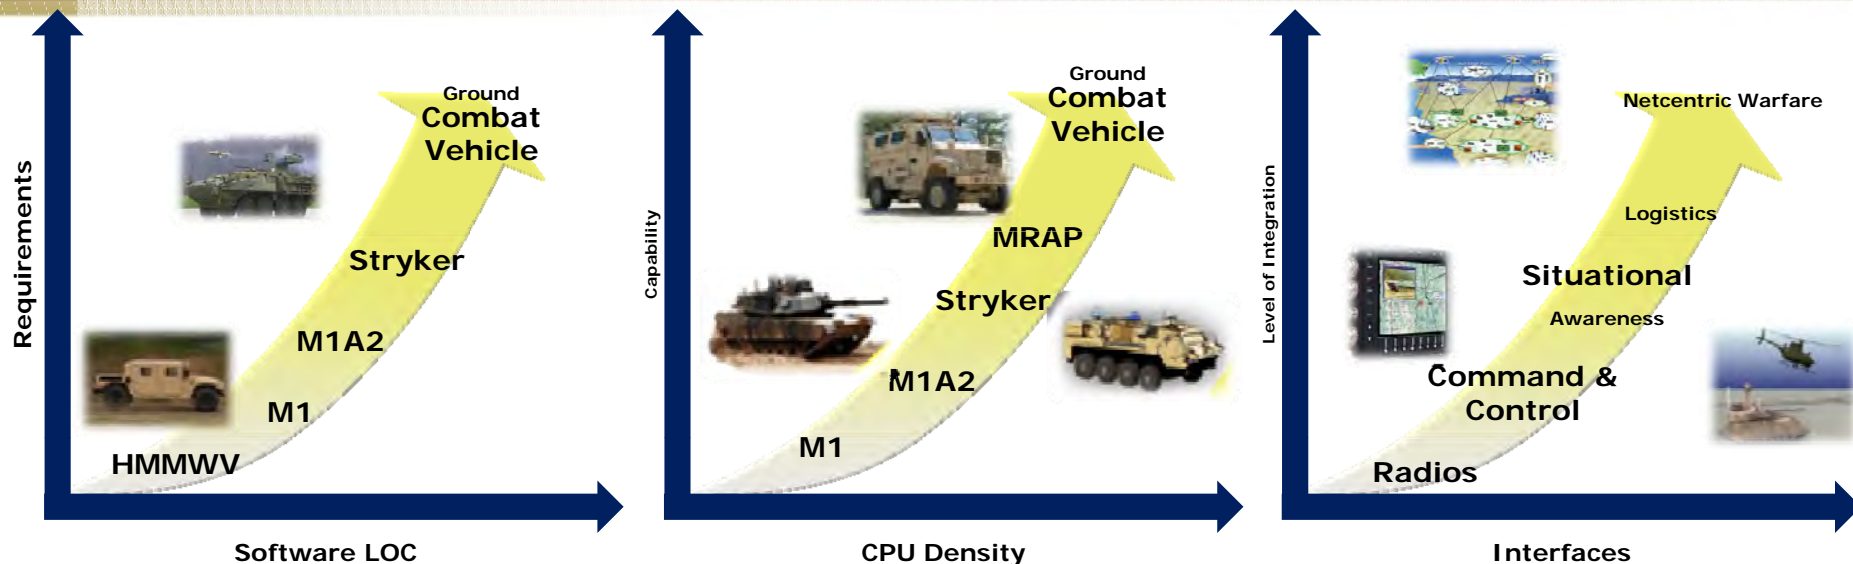 Requirements
Ground
Combat
Vehicle
Stryker
M1A2
M1
HMMWV
Software LOC
Capability
Ground
Combat
Vehicle
MRAP
Stryker
M1A2
M1
CPU Density
Level of Integration
Netcentric Warfare
Logistics
Situational
Awareness
Command &
Control
Radios
Interfaces